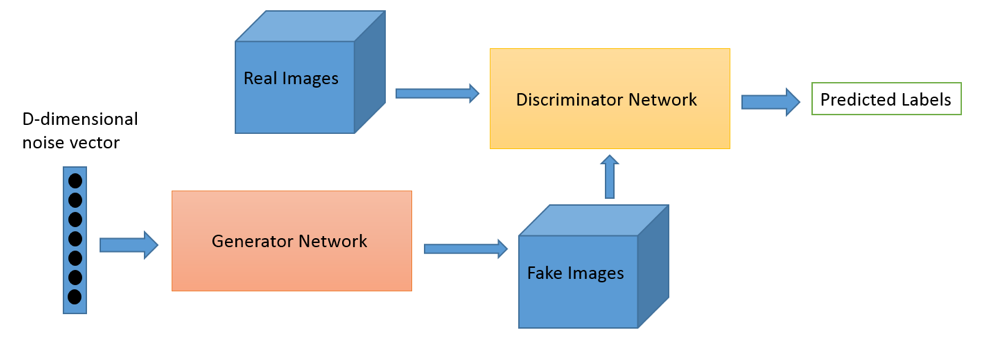 Real Images
Discriminator Network
Predicted Labels
D-dimensional
noise vector
Generator Network
Fake Images